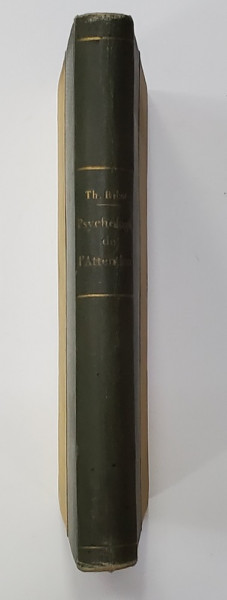 Th. Ribot
Psychologie
de
l'Attention